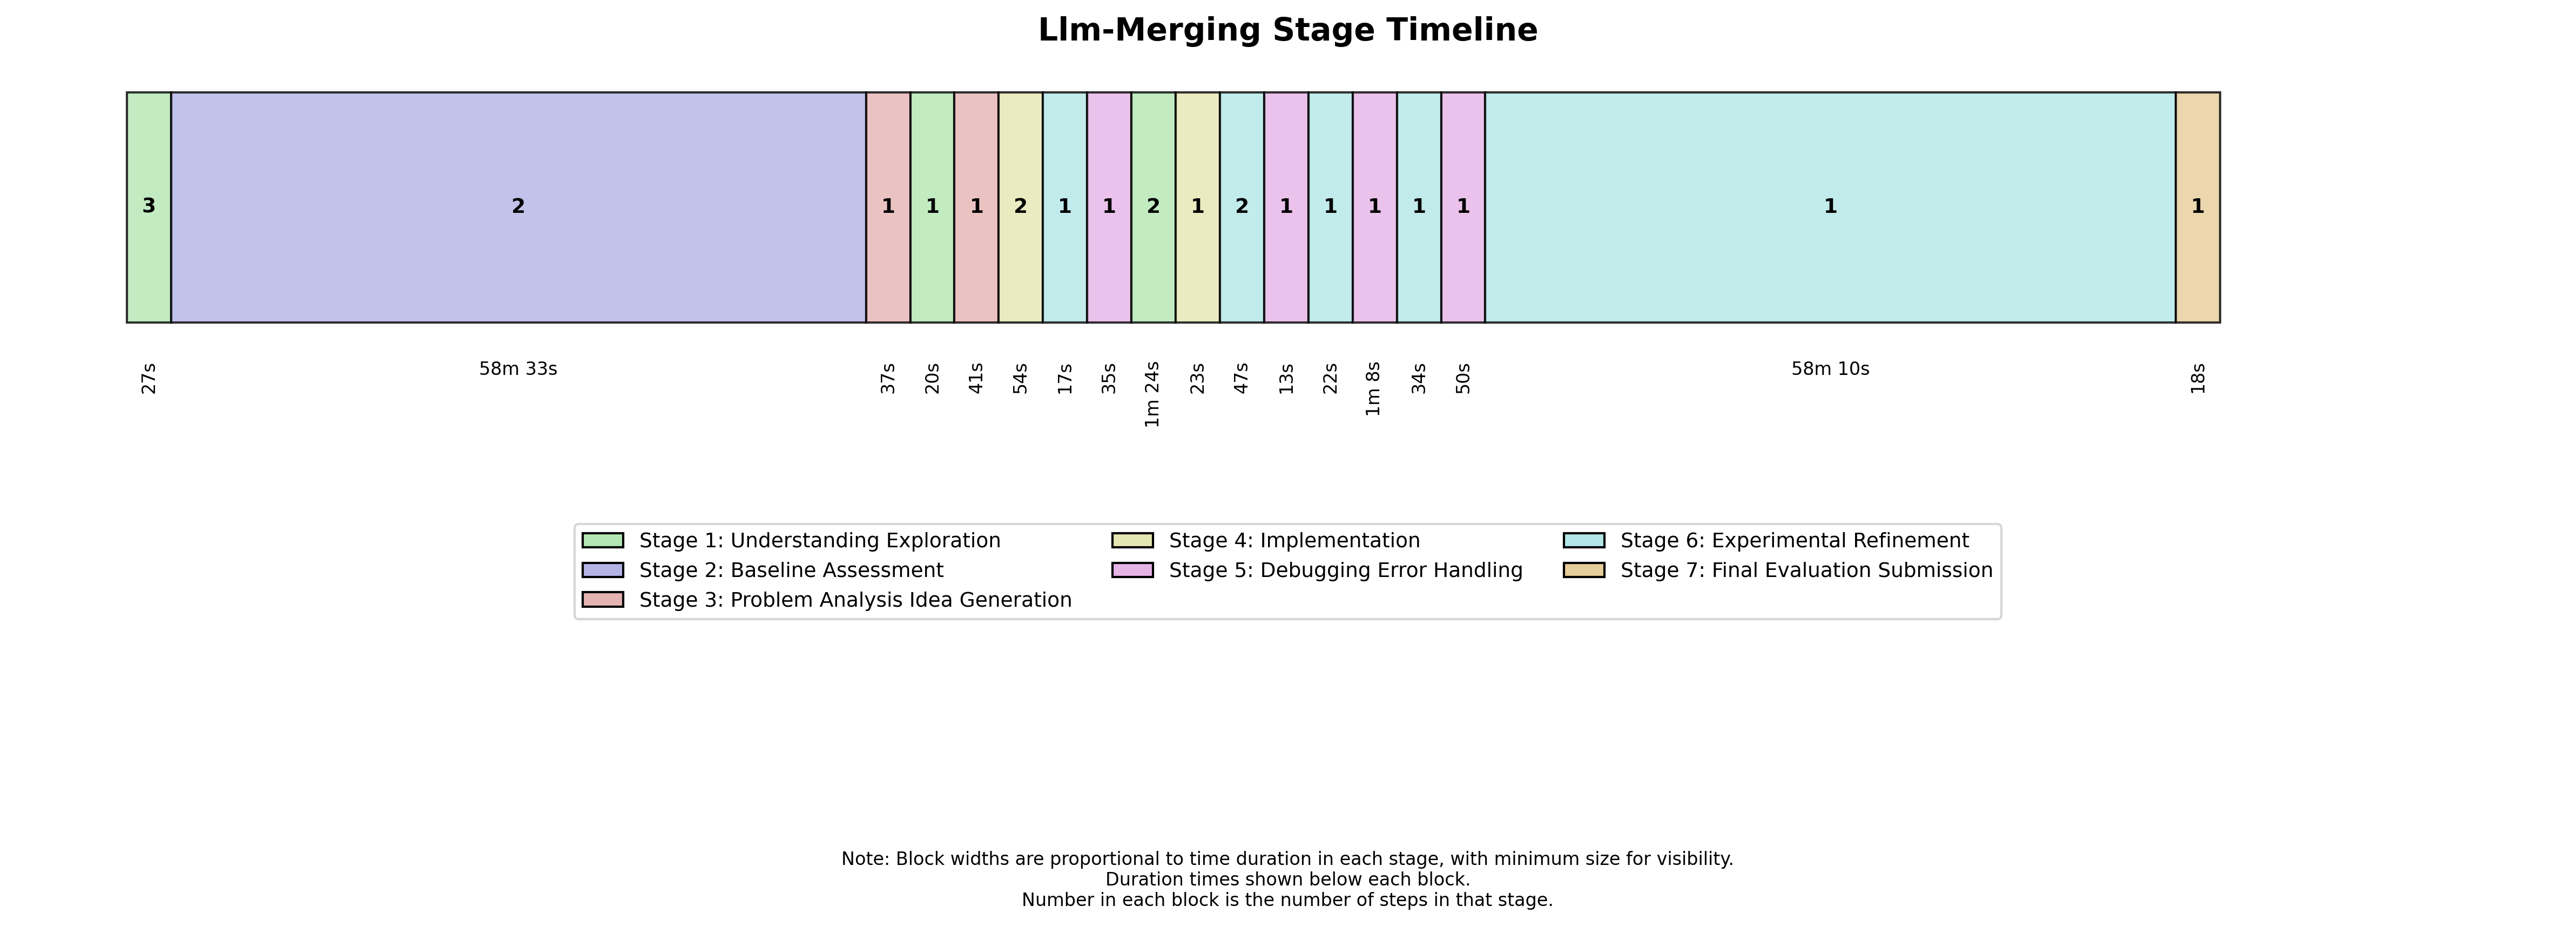 Llm-Merging Stage Timeline
3
2
1
1
1
2
1
1
2
1
2
1
1
1
1
1
1
1
27s
58m 33s
37s
20s
41s
54s
17s
35s
1m 24s
23s
47s
13s
22s
1m 8s
34s
50s
58m 10s
18s
Stage 1: Understanding Exploration
Stage 2: Baseline Assessment
Stage 3: Problem Analysis Idea Generation
Stage 4: Implementation
Stage 5: Debugging Error Handling
Stage 6: Experimental Refinement
Stage 7: Final Evaluation Submission
Note: Block widths are proportional to time duration in each stage, with minimum size for visibility.
Duration times shown below each block.
Number in each block is the number of steps in that stage.